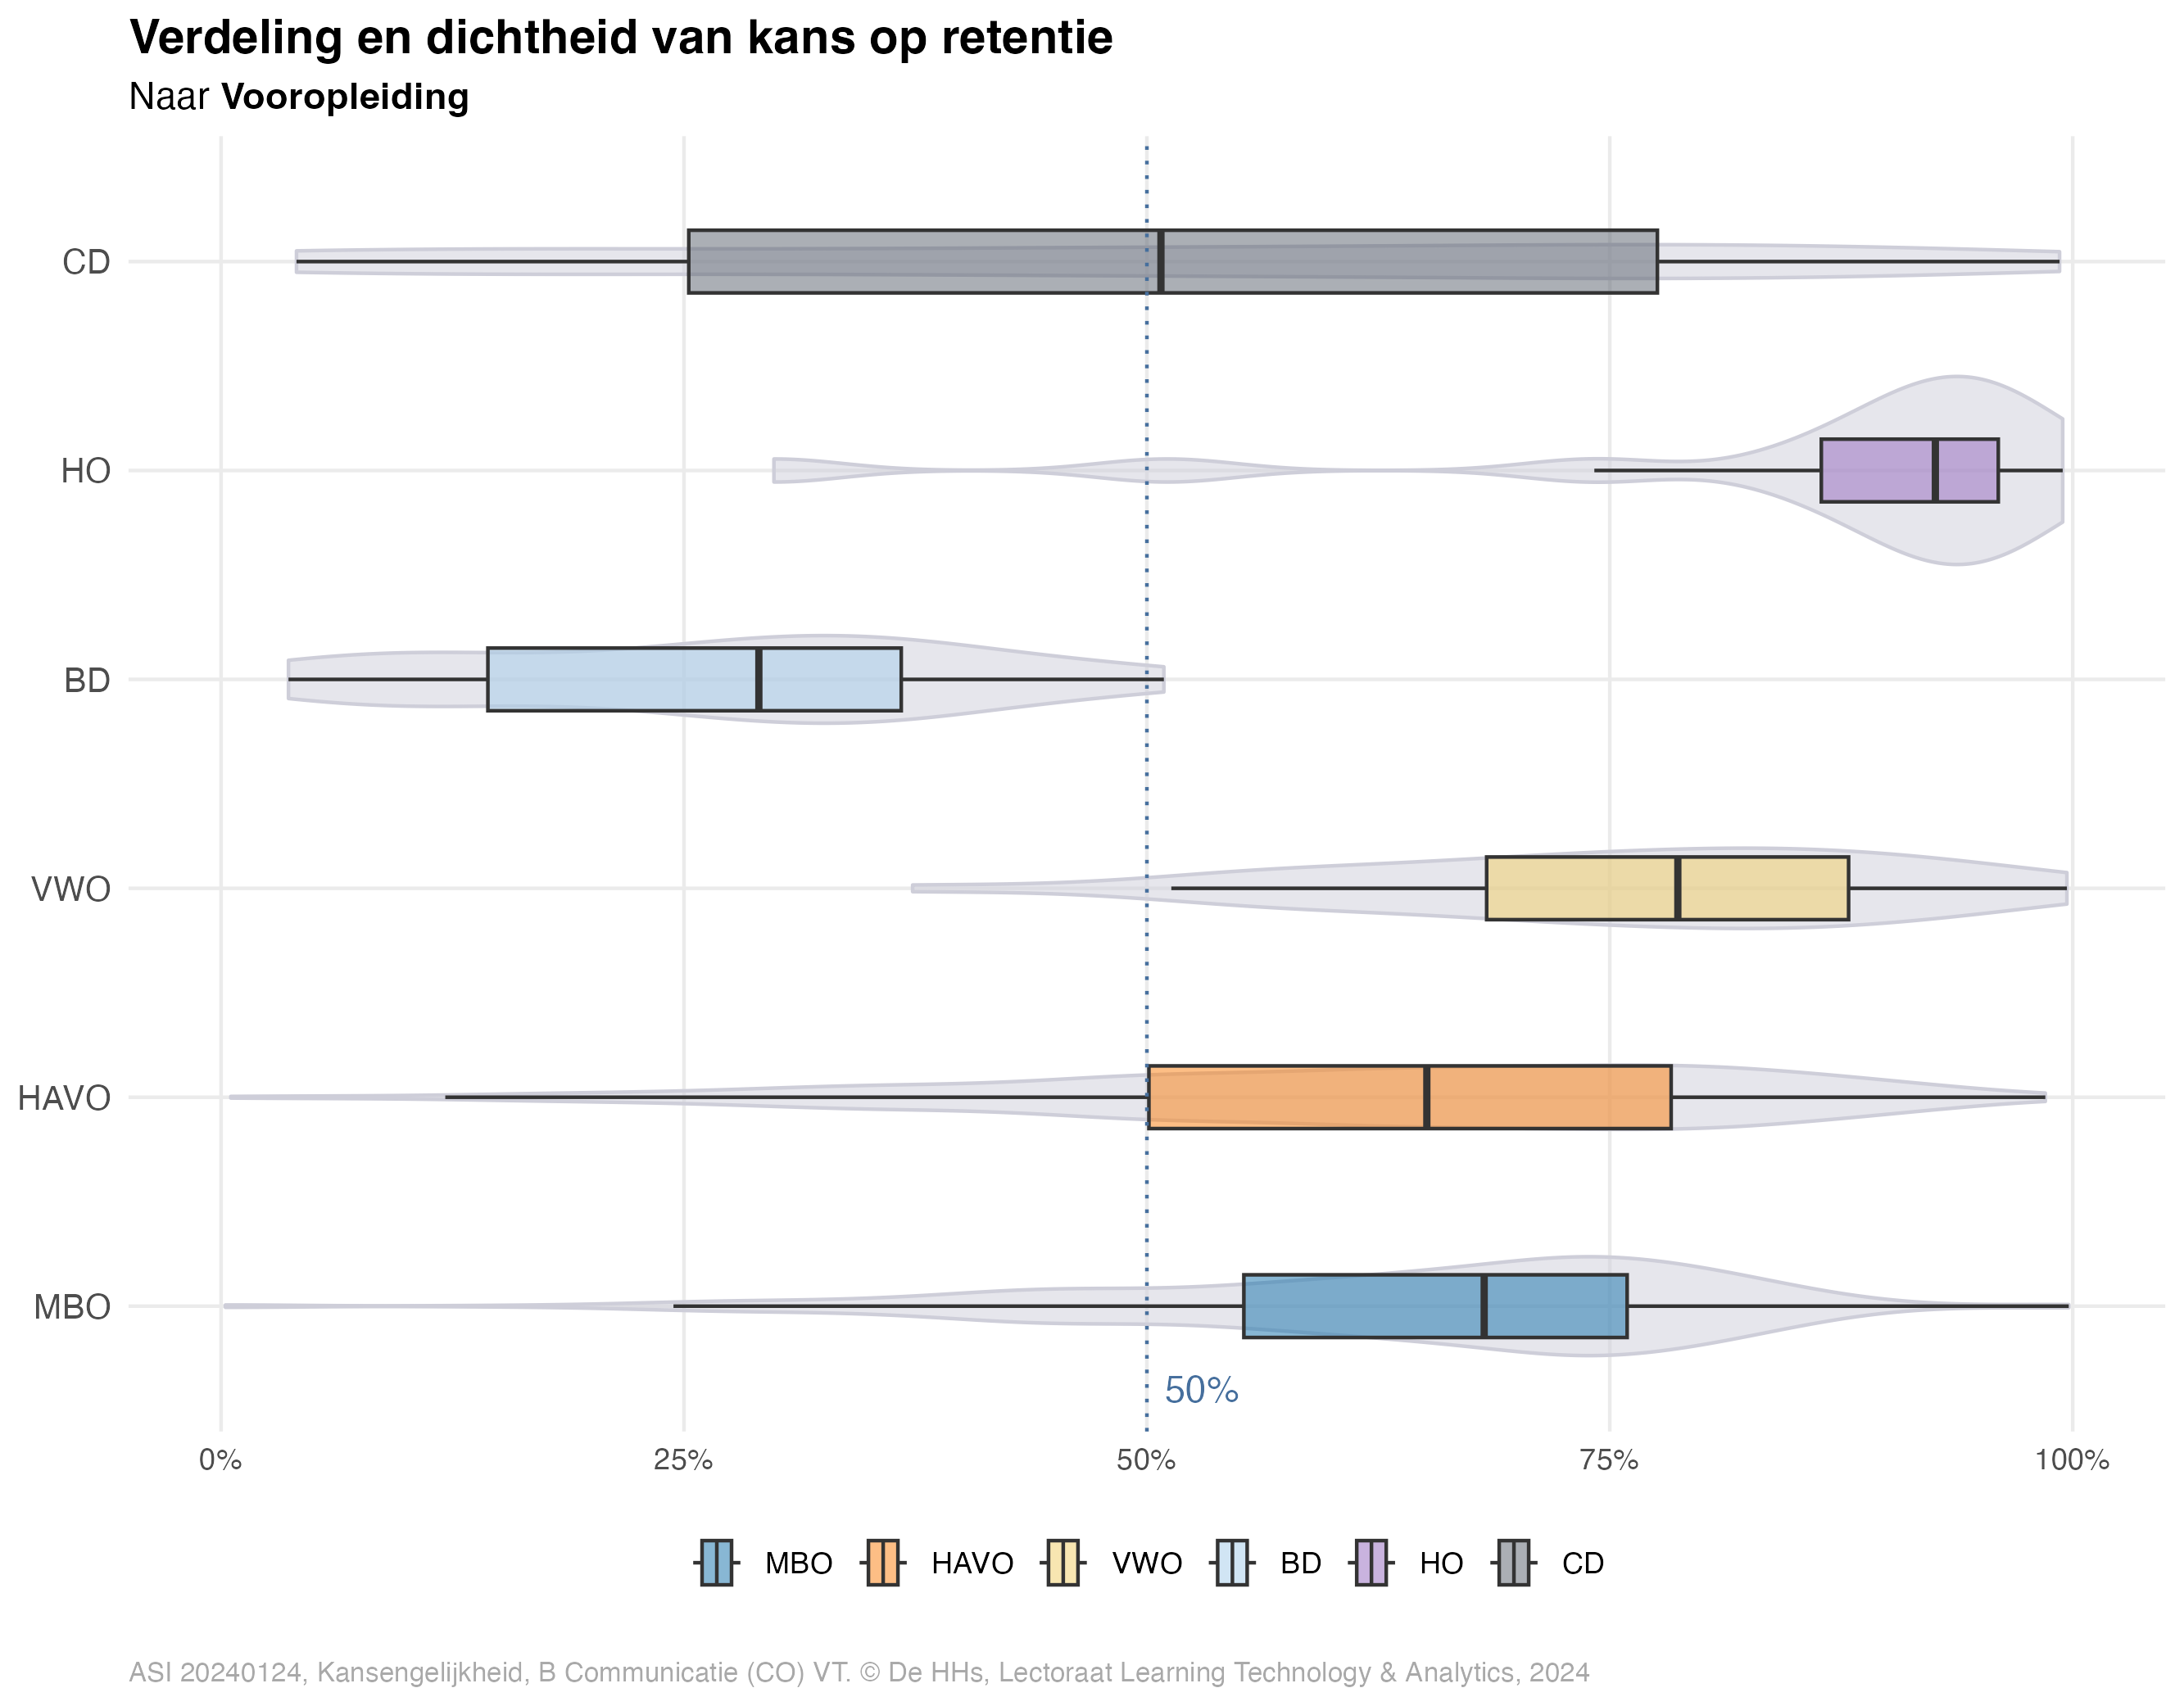 Verdeling en dichtheid van kans op retentie
Naar Vooropleiding
CD
HO
BD
VWO
HAVO
MBO
50%
0% 25% 50% 75% 100%
MBO HAVO VWO BD HO CD
ASI 20240124, Kansengelijkheid, B Communicatie (CO) VT. © De HHs, Lectoraat Learning Technology & Analytics, 2024